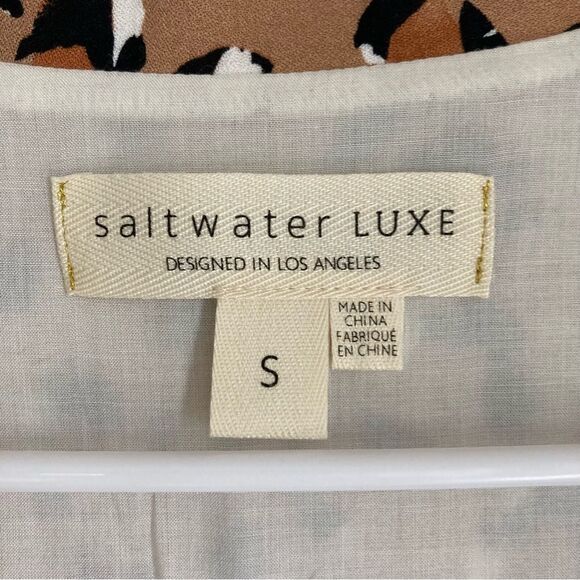 saltwater LUXE
DESIGNED IN LOS ANGELES
S
MADE IN
CHINA
FABRIQUÉ
EN CHINE